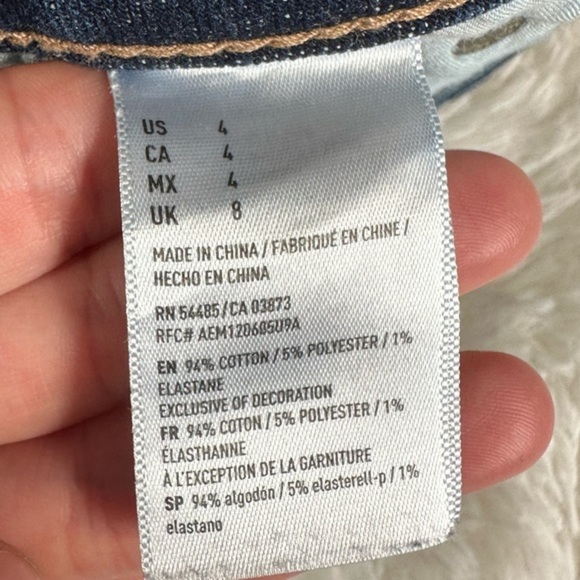 US 4
CA 4
MX 4
UK 8
MADE IN CHINA / FABRIQUÉ EN CHINE /
HECHO EN CHINA
RN 54485/CA 03873
RFC# AEM120605U9A
EN 94% COTTON / 5% POLYESTER / 1%
ELASTANE
EXCLUSIVE OF DECORATION
FR 94% COTON / 5% POLYESTER / 1%
ÉLASTHANNE
À L'EXCEPTION DE LA GARNITURE
SP 94% algodón / 5% elasterell-p / 1%
elastano